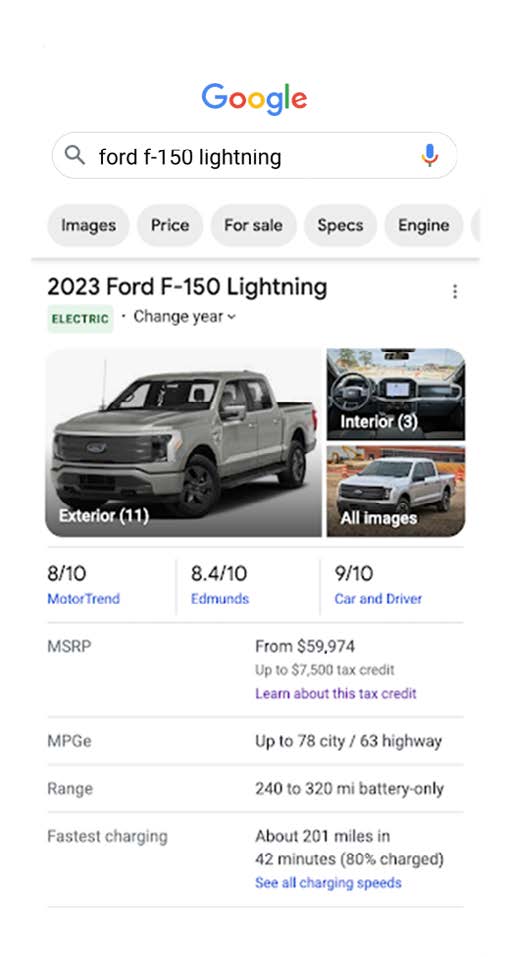 Google
ford f-150 lightning
Images Price For sale Specs Engine
2023 Ford F-150 Lightning
ELECTRIC · Change year
Exterior (11)
Interior (3)
All images
8/10 8.4/10 9/10
MotorTrend Edmunds Car and Driver
MSRP From $59,974
Up to $7,500 tax credit
Learn about this tax credit
MPGe Up to 78 city / 63 highway
Range 240 to 320 mi battery-only
Fastest charging About 201 miles in
42 minutes (80% charged)
See all charging speeds